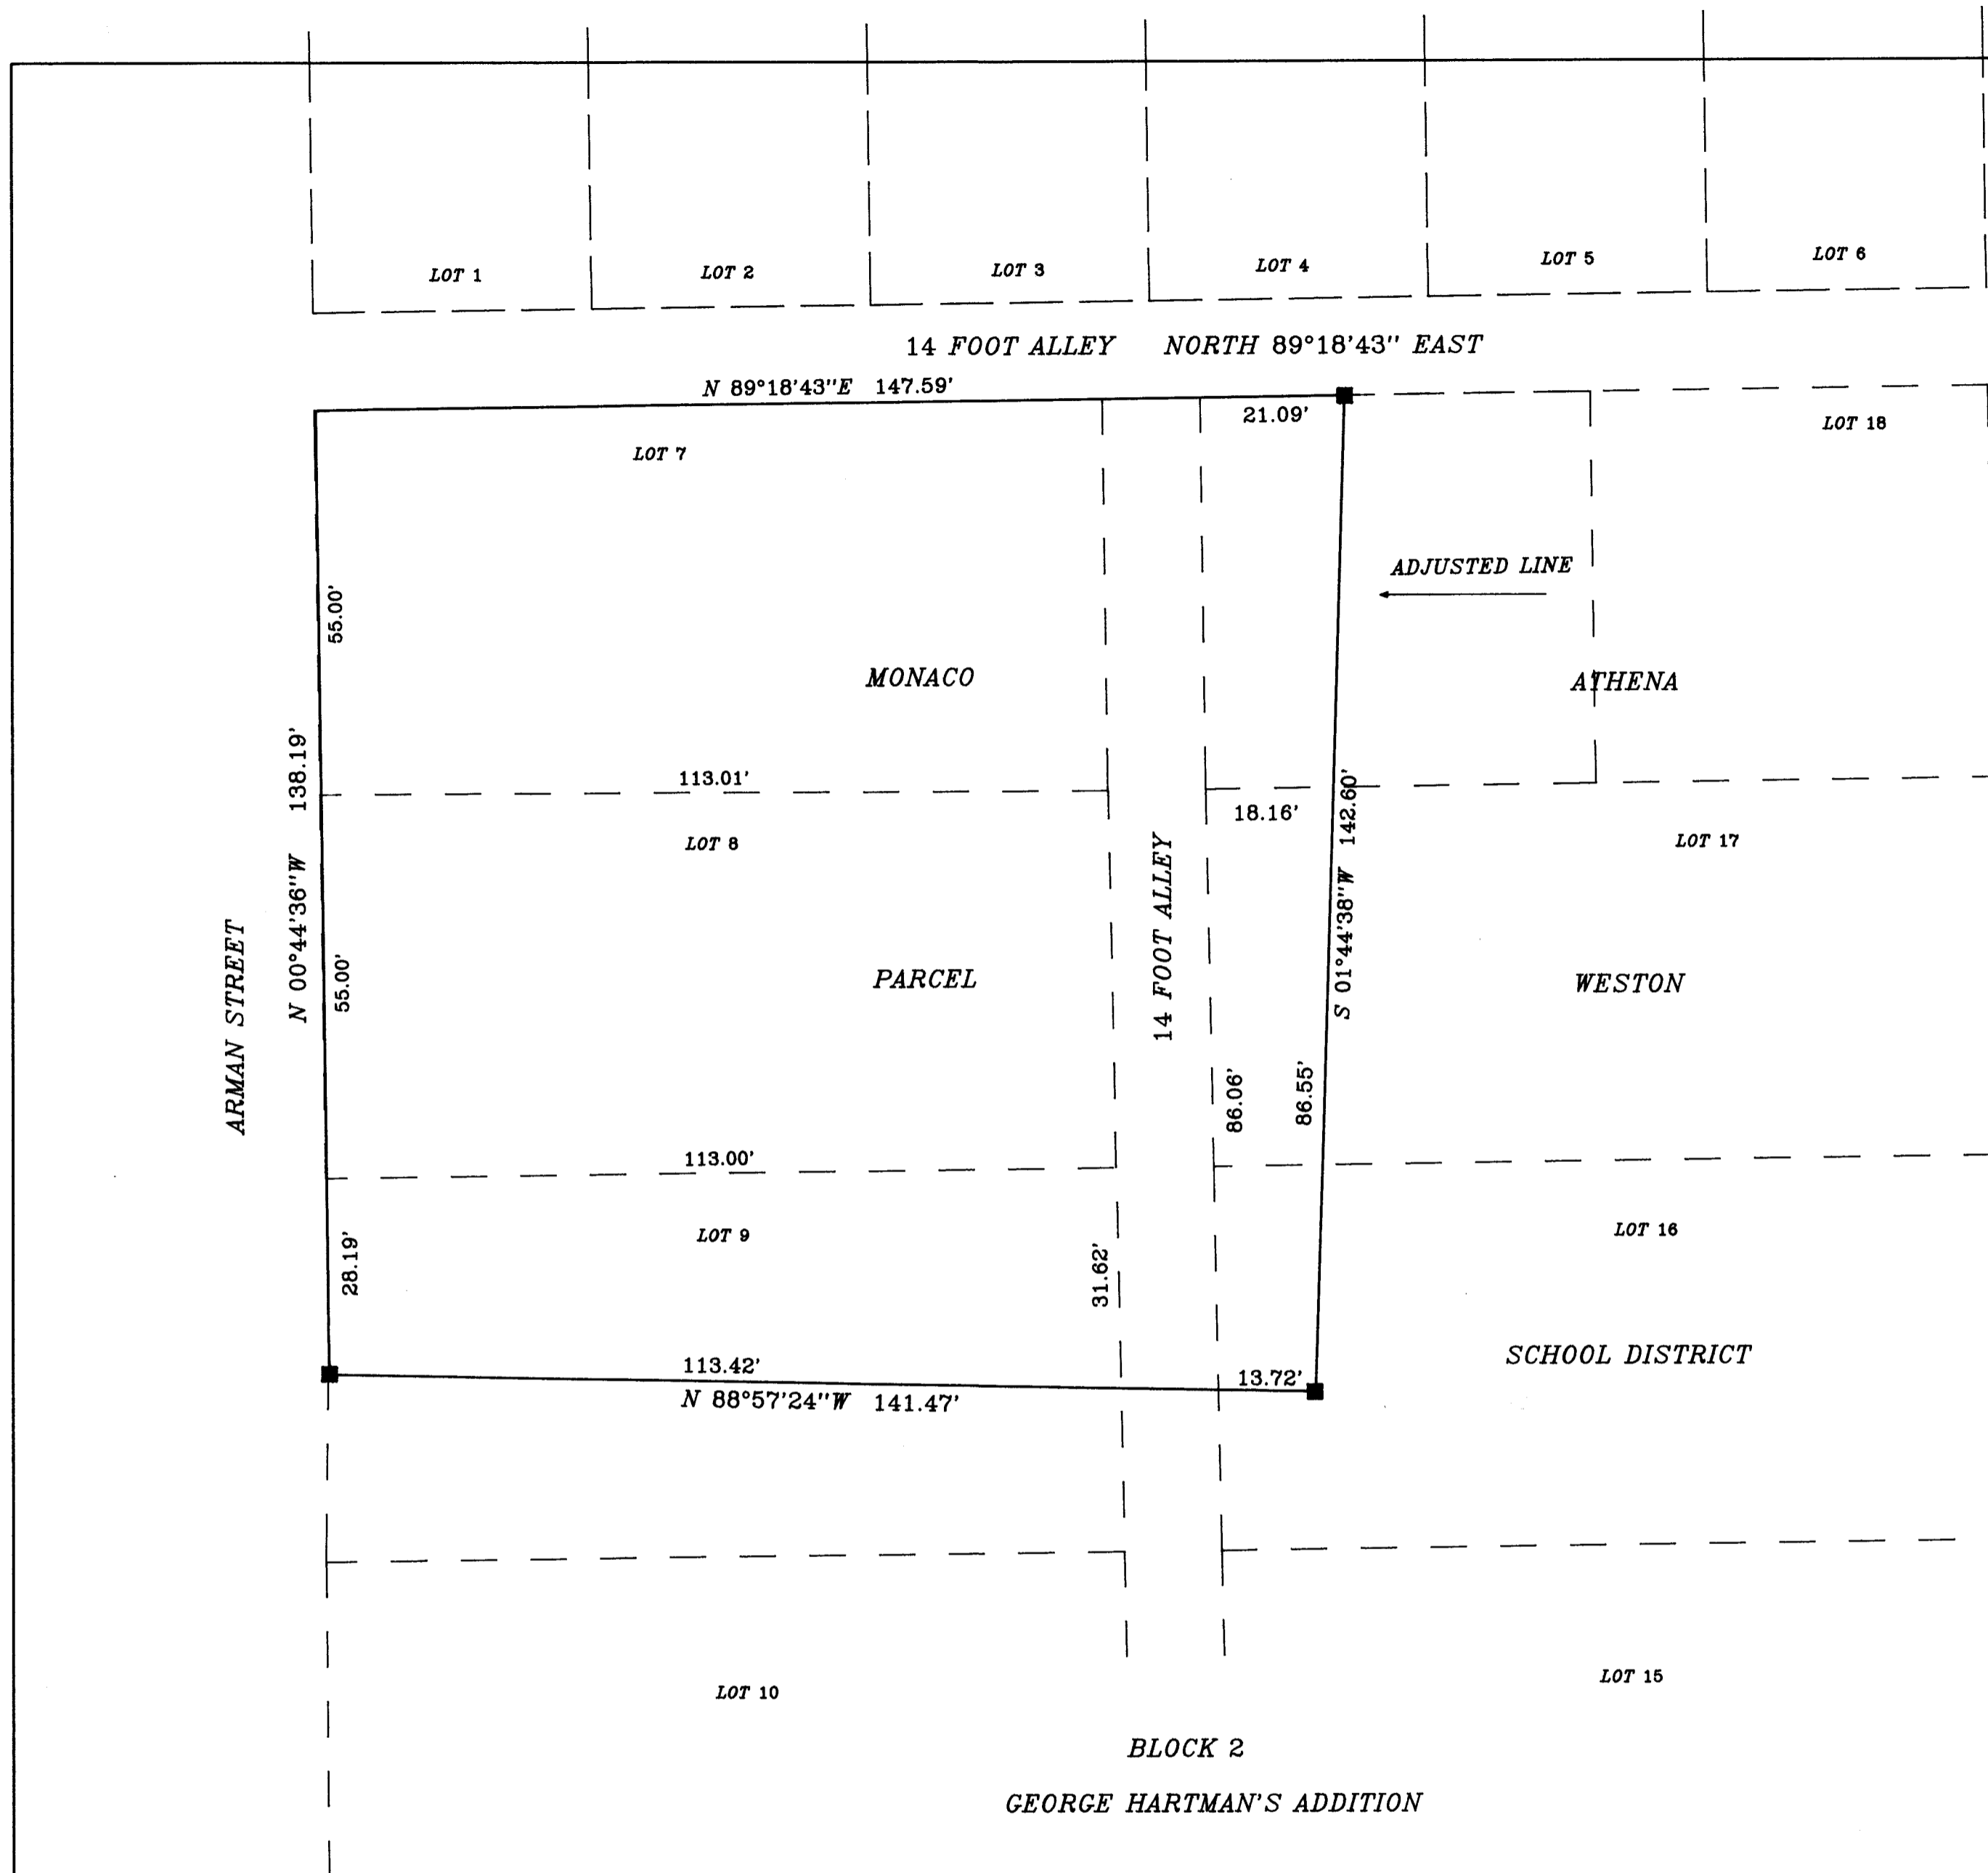 LOT 1
LOT 2
LOT 3
LOT 4
LOT 5
LOT 6
14 FOOT ALLEY NORTH 89°18'43" EAST
N 89°18'43"E 147.59'
21.09'
LOT 18
LOT 7
ADJUSTED LINE
55.00'
MONACO
ATHENA
N 00°44'36"W 138.19'
113.01'
18.16'
S 01°44'38"W 142.60'
LOT 8
LOT 17
14 FOOT ALLEY
ARMAN STREET
55.00'
PARCEL
WESTON
86.06'
86.55'
113.00'
LOT 9
LOT 16
28.19'
31.62'
SCHOOL DISTRICT
113.42'
13.72'
N 88°57'24"W 141.47'
LOT 10
LOT 15
BLOCK 2
GEORGE HARTMAN'S ADDITION